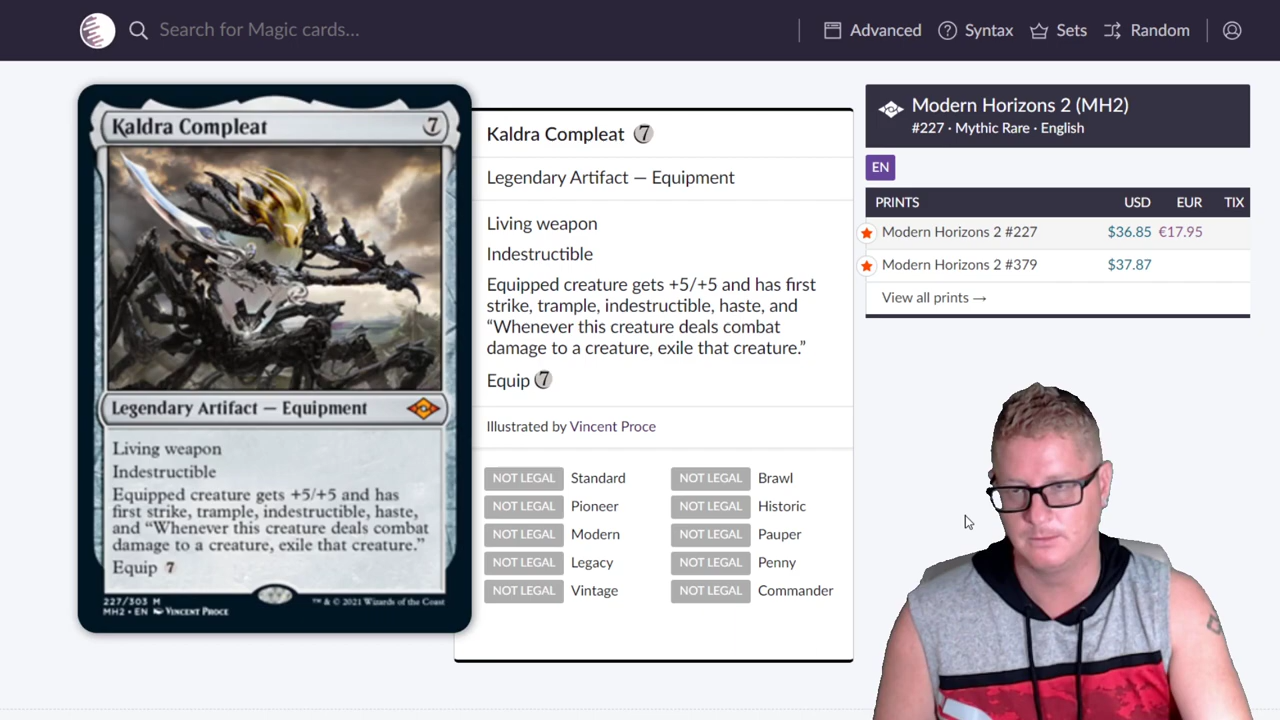 Search for Magic cards...
Advanced
Syntax
Sets
Random
Kaldra Compleat 7
Legendary Artifact — Equipment
Living weapon
Indestructible
Equipped creature gets +5/+5 and has
first strike, trample, indestructible, haste,
and “Whenever this creature deals combat
damage to a creature, exile that creature.”
Equip 7
227/303 M
MH2 • EN VINCENT PROCE
™ & © 2021 Wizards of the Coast
Kaldra Compleat 7
Legendary Artifact — Equipment
Living weapon
Indestructible
Equipped creature gets +5/+5 and has first
strike, trample, indestructible, haste, and
“Whenever this creature deals combat
damage to a creature, exile that creature.”
Equip 7
Illustrated by Vincent Proce
NOT LEGAL Standard NOT LEGAL Brawl
NOT LEGAL Pioneer NOT LEGAL Historic
NOT LEGAL Modern NOT LEGAL Pauper
NOT LEGAL Legacy NOT LEGAL Penny
NOT LEGAL Vintage NOT LEGAL Commander
Modern Horizons 2 (MH2)
#227 · Mythic Rare · English
EN
PRINTS USD EUR TIX
Modern Horizons 2 #227 $36.85 €17.95
Modern Horizons 2 #379 $37.87
View all prints →